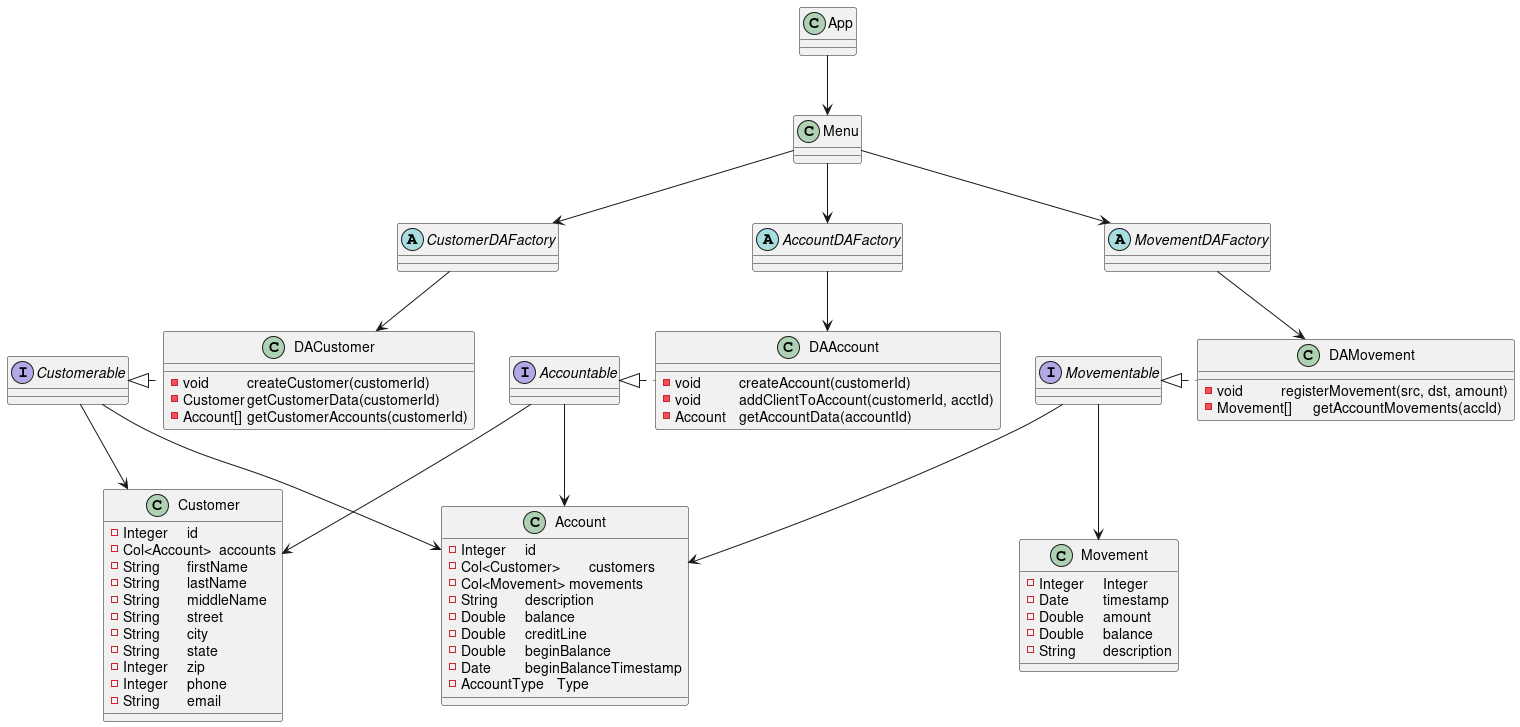 C App
C Menu
A CustomerDAFactory
A AccountDAFactory
A MovementDAFactory
I Customerable
C DACustomer
void createCustomer(customerId)
Customer getCustomerData(customerId)
Account[] getCustomerAccounts(customerId)
I Accountable
C DAAccount
void createAccount(customerId)
void addClientToAccount(customerId, acctId)
Account getAccountData(accountId)
I Movementable
C DAMovement
void registerMovement(src, dst, amount)
Movement[] getAccountMovements(accId)
C Customer
Integer id
Col<Account> accounts
String firstName
String lastName
String middleName
String street
String city
String state
Integer zip
Integer phone
String email
C Account
Integer id
Col<Customer> customers
Col<Movement> movements
String description
Double balance
Double creditLine
Double beginBalance
Date beginBalanceTimestamp
AccountType Type
C Movement
Integer Integer
Date timestamp
Double amount
Double balance
String description